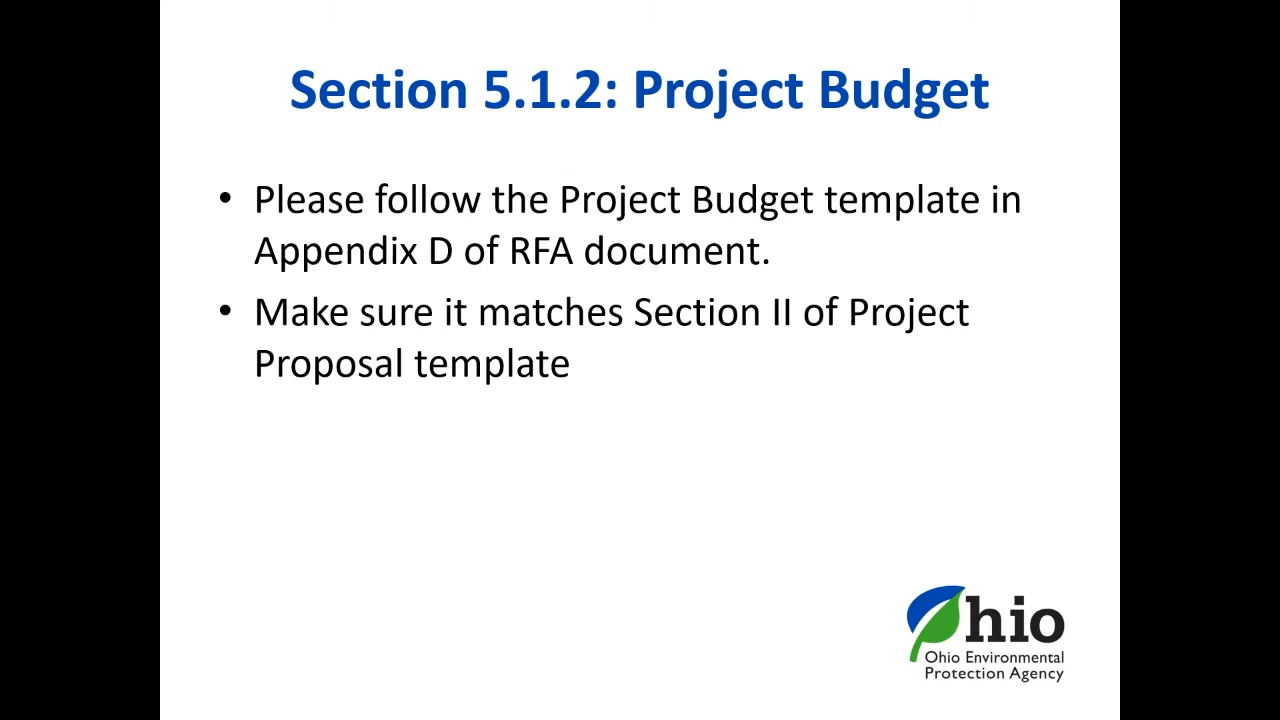 Section 5.1.2: Project Budget
• Please follow the Project Budget template in
Appendix D of RFA document.
• Make sure it matches Section II of Project
Proposal template
Ohio
Ohio Environmental
Protection Agency